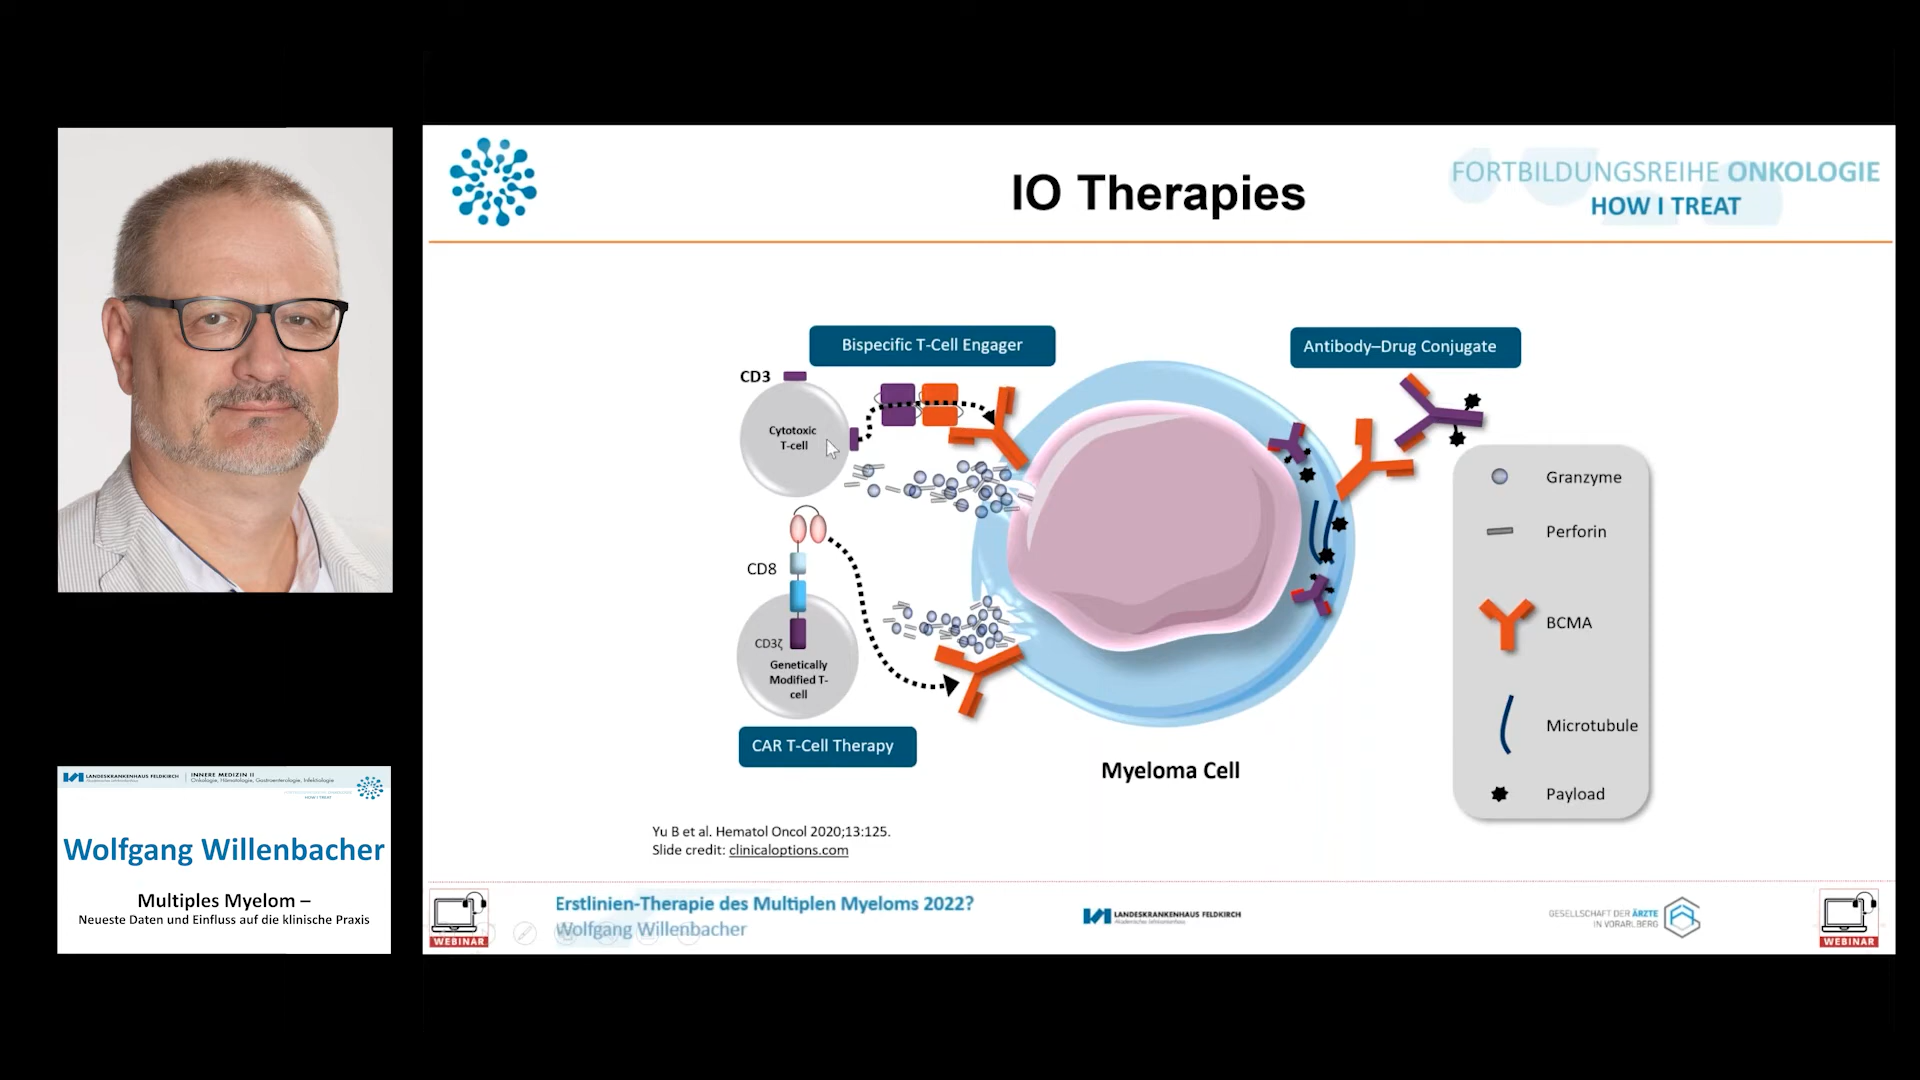 IO Therapies
FORTBILDUNGSREIHE ONKOLOGIE
HOW I TREAT
Bispecific T-Cell Engager
Antibody–Drug Conjugate
CD3
Cytotoxic
T-cell
CD8
CD3ζ
Genetically
Modified T-
cell
CAR T-Cell Therapy
Myeloma Cell
Granzyme
Perforin
BCMA
Microtubule
Payload
Yu B et al. Hematol Oncol 2020;13:125.
Slide credit: clinicaloptions.com
WEBINAR
Erstlinien-Therapie des Multiplen Myeloms 2022?
Wolfgang Willenbacher
LANDESKRANKENHAUS FELDKIRCH
GESELLSCHAFT DER ÄRZTE
IN VORARLBERG
WEBINAR
LANDESKRANKENHAUS FELDKIRCH
INNERE MEDIZIN II
Onkologie, Hämatologie, Gastroenterologie, Infektiologie
FORTBILDUNGSREIHE ONKOLOGIE
HOW I TREAT
Wolfgang Willenbacher
Multiples Myelom –
Neueste Daten und Einfluss auf die klinische Praxis